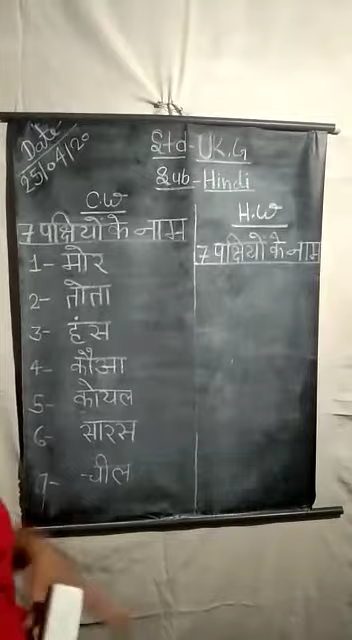 Date
25/04/20
Std-UK.G
Sub-Hindi
C.W
7 पक्षियों के नाम
1- मोर
2- तोता
3- हंस
4- कौआ
5- कोयल
6- सारस
7- चील
H.W
7 पक्षियों के नाम